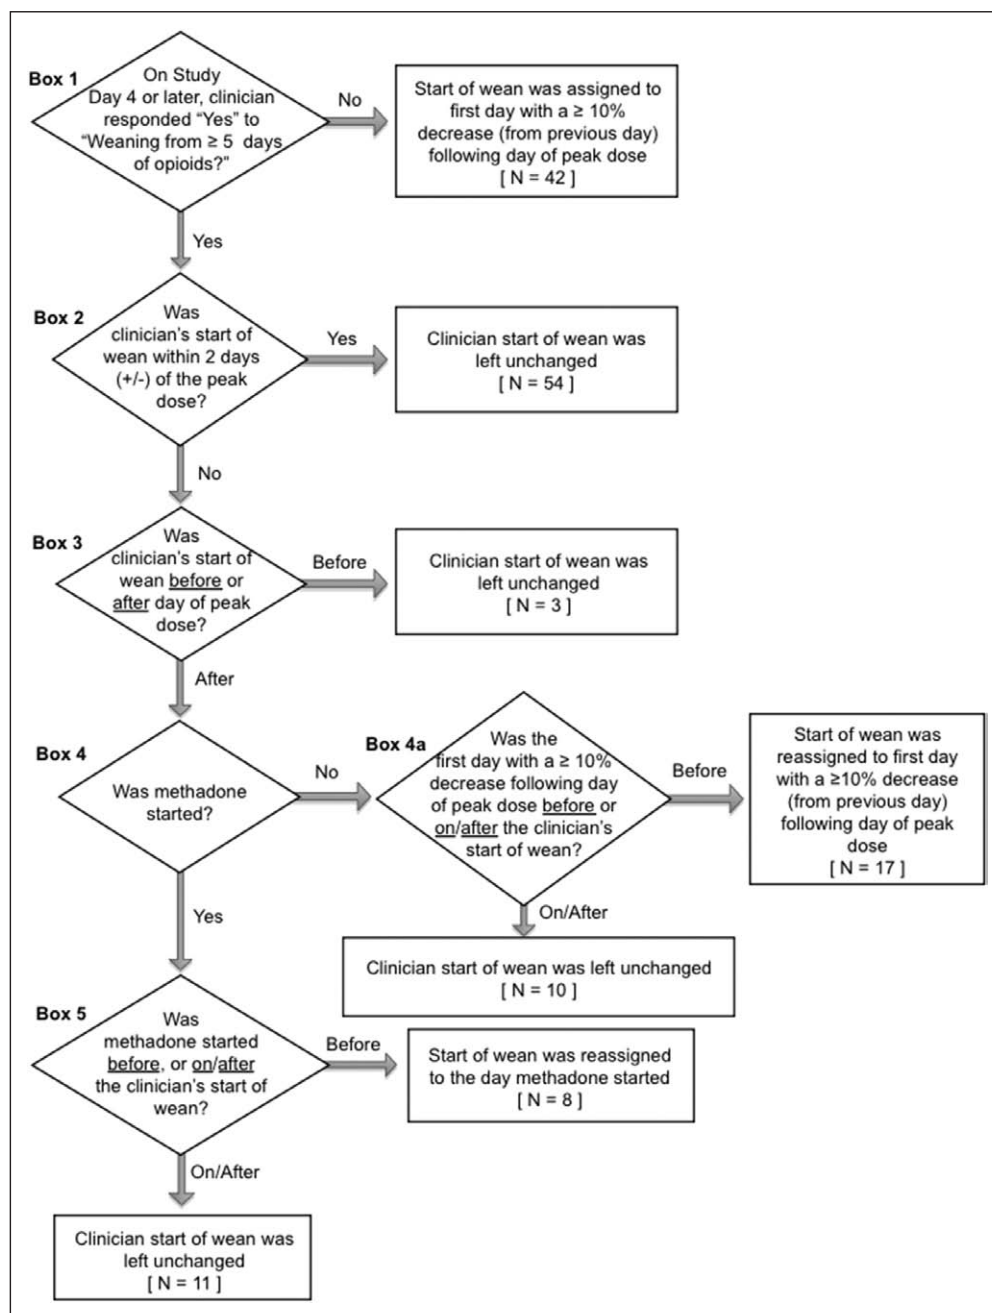 Box 1
On Study
Day 4 or later, clinician
responded “Yes” to
“Weaning from ≥ 5 days
of opioids?”
No
Start of wean was assigned to
first day with a ≥ 10%
decrease (from previous day)
following day of peak dose
[ N = 42 ]
Yes
Box 2
Was
clinician’s start of
wean within 2 days
(+/-) of the peak
dose?
Yes
Clinician start of wean was
left unchanged
[ N = 54 ]
No
Box 3
Was
clinician’s start of
wean before or
after day of peak
dose?
Before
Clinician start of wean was
left unchanged
[ N = 3 ]
After
Box 4
Was methadone
started?
No
Box 4a
Was the
first day with a ≥ 10%
decrease following day
of peak dose before or
on/after the clinician’s
start of wean?
Before
Start of wean was
reassigned to first day
with a ≥10% decrease
(from previous day)
following day of peak
dose
[ N = 17 ]
On/After
Clinician start of wean was left unchanged
[ N = 10 ]
Yes
Box 5
Was
methadone started
before, or on/after
the clinician’s start of
wean?
Before
Start of wean was reassigned
to the day methadone started
[ N = 8 ]
On/After
Clinician start of wean was
left unchanged
[ N = 11 ]